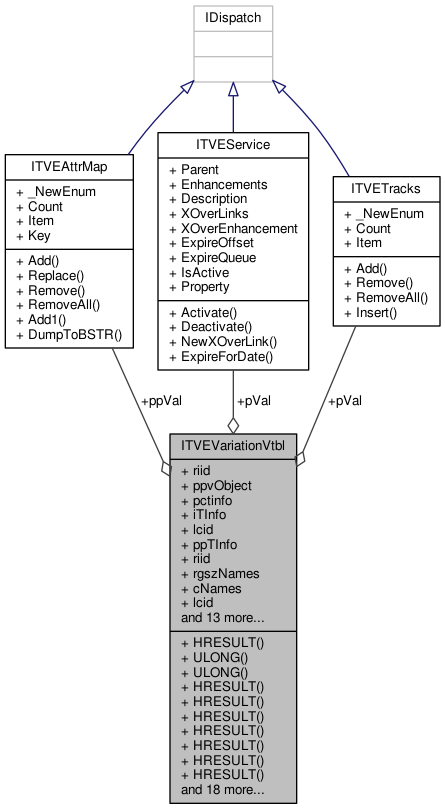 IDispatch
ITVEAttrMap
+ _NewEnum
+ Count
+ Item
+ Key
+ Add()
+ Replace()
+ Remove()
+ RemoveAll()
+ Add1()
+ DumpToBSTR()
ITVEService
+ Parent
+ Enhancements
+ Description
+ XOverLinks
+ XOverEnhancement
+ ExpireOffset
+ ExpireQueue
+ IsActive
+ Property
+ Activate()
+ Deactivate()
+ NewXOverLink()
+ ExpireForDate()
ITVETracks
+ _NewEnum
+ Count
+ Item
+ Add()
+ Remove()
+ RemoveAll()
+ Insert()
+ppVal
+pVal
+pVal
ITVEVariationVtbl
+ riid
+ ppvObject
+ pctinfo
+ iTInfo
+ lcid
+ ppTInfo
+ riid
+ rgszNames
+ cNames
+ lcid
and 13 more...
+ HRESULT()
+ ULONG()
+ ULONG()
+ HRESULT()
+ HRESULT()
+ HRESULT()
+ HRESULT()
+ HRESULT()
+ HRESULT()
+ HRESULT()
and 18 more...